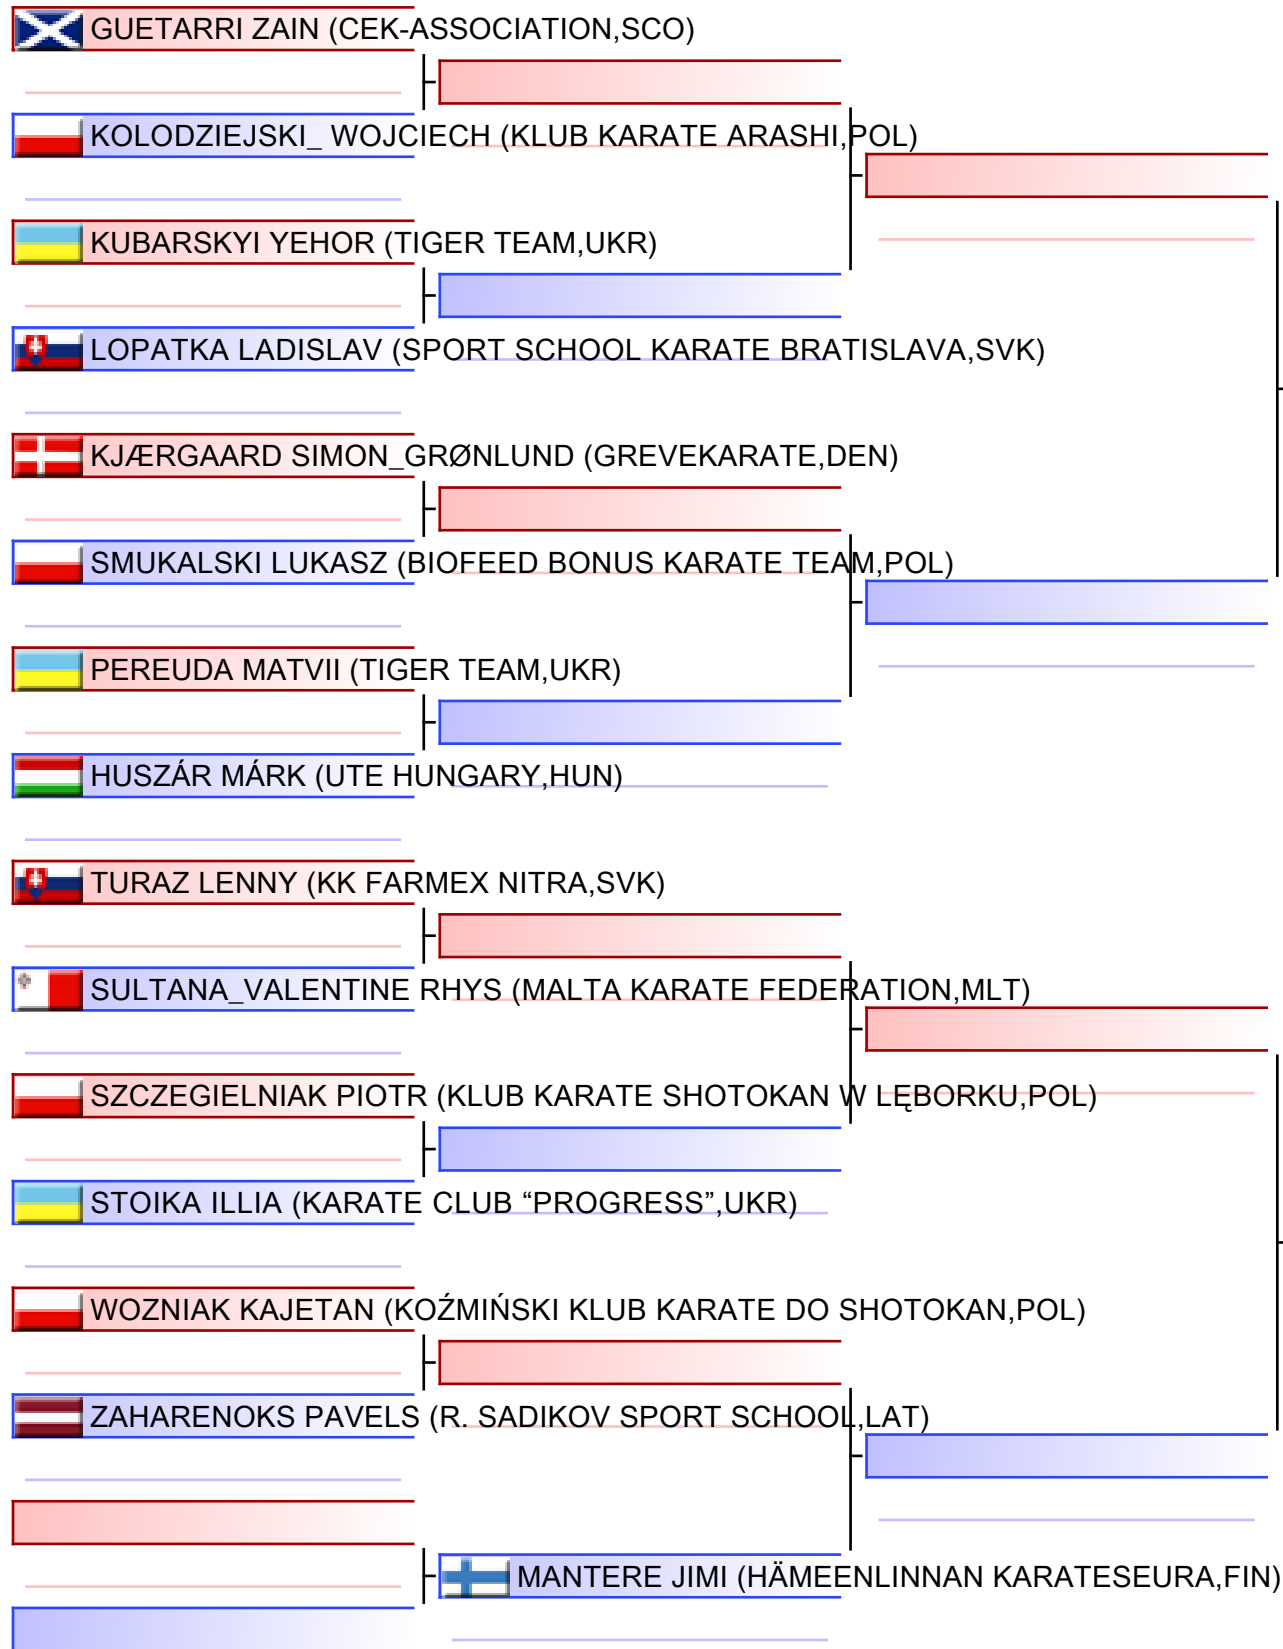 GUETARRI ZAIN (CEK-ASSOCIATION,SCO)
KOLODZIEJSKI_ WOJCIECH (KLUB KARATE ARASHI,POL)
KUBARSKYI YEHOR (TIGER TEAM,UKR)
LOPATKA LADISLAV (SPORT SCHOOL KARATE BRATISLAVA,SVK)
KJÆRGAARD SIMON_GRØNLUND (GREVEKARATE,DEN)
SMUKALSKI LUKASZ (BIOFEED BONUS KARATE TEAM,POL)
PEREUDA MATVII (TIGER TEAM,UKR)
HUSZÁR MÁRK (UTE HUNGARY,HUN)
TURAZ LENNY (KK FARMEX NITRA,SVK)
SULTANA_VALENTINE RHYS (MALTA KARATE FEDERATION,MLT)
SZCZEGIELNIAK PIOTR (KLUB KARATE SHOTOKAN W LĘBORKU,POL)
STOIKA ILLIA (KARATE CLUB “PROGRESS”,UKR)
WOZNIAK KAJETAN (KOŹMIŃSKI KLUB KARATE DO SHOTOKAN,POL)
ZAHARENOKS PAVELS (R. SADIKOV SPORT SCHOOL,LAT)
MANTERE JIMI (HÄMEENLINNAN KARATESEURA,FIN)